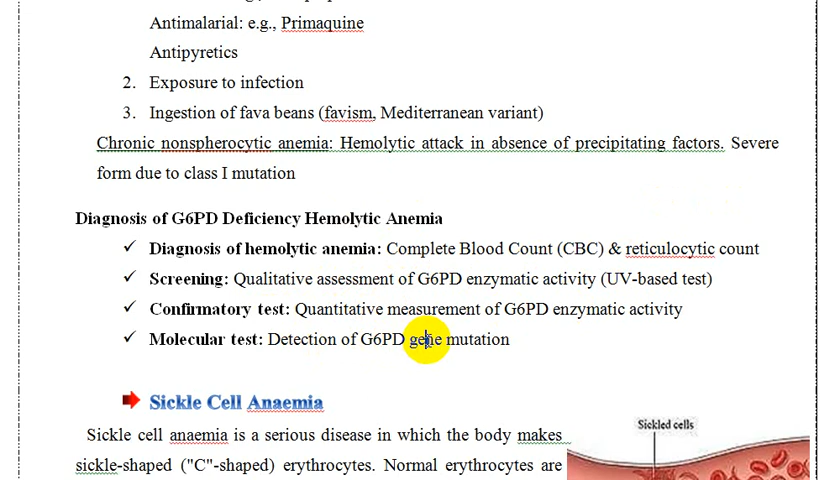 Antimalarial: e.g., Primaquine
Antipyretics
2. Exposure to infection
3. Ingestion of fava beans (favism, Mediterranean variant)
Chronic nonspherocytic anemia: Hemolytic attack in absence of precipitating factors. Severe
form due to class I mutation
Diagnosis of G6PD Deficiency Hemolytic Anemia
✓ Diagnosis of hemolytic anemia: Complete Blood Count (CBC) & reticulocytic count
✓ Screening: Qualitative assessment of G6PD enzymatic activity (UV-based test)
✓ Confirmatory test: Quantitative measurement of G6PD enzymatic activity
✓ Molecular test: Detection of G6PD gene mutation
Sickle Cell Anaemia
Sickle cell anaemia is a serious disease in which the body makes
sickle-shaped ("C"-shaped) erythrocytes. Normal erythrocytes are
Sickled cells